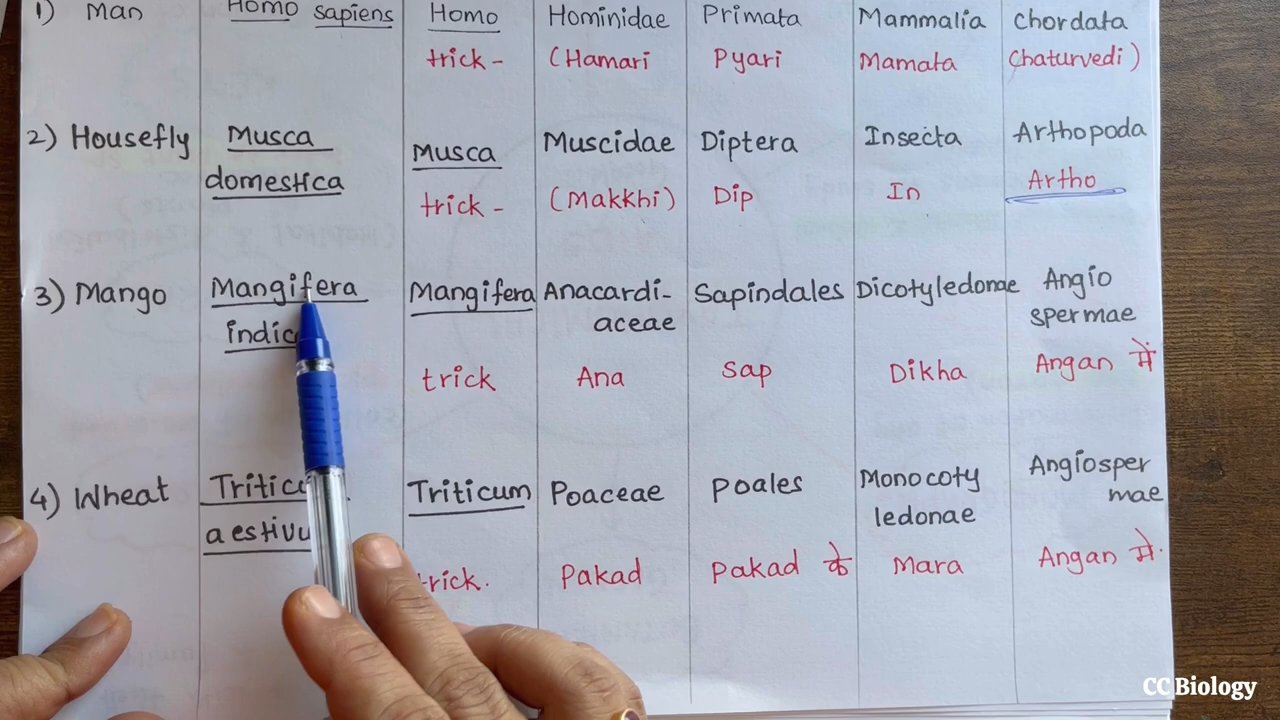 1) Man Homo sapiens Homo Hominidae Primata Mammalia Chordata
trick - (Hamari Pyari Mamata Chaturvedi)
2) Housefly Musca Musca Muscidae Diptera Insecta Arthopoda
domestica trick - (Makkhi) Dip In Artho
3) Mango Mangifera Mangifera Anacardi- Sapindales Dicotyledonae Angio
aceae spermae
trick Ana Sap Dikha Angan में
4) Wheat Triticum Poaceae Poales Monocoty Angiosper
ledonae mae
trick. Pakad Pakad के Mara Angan में.
CC Biology